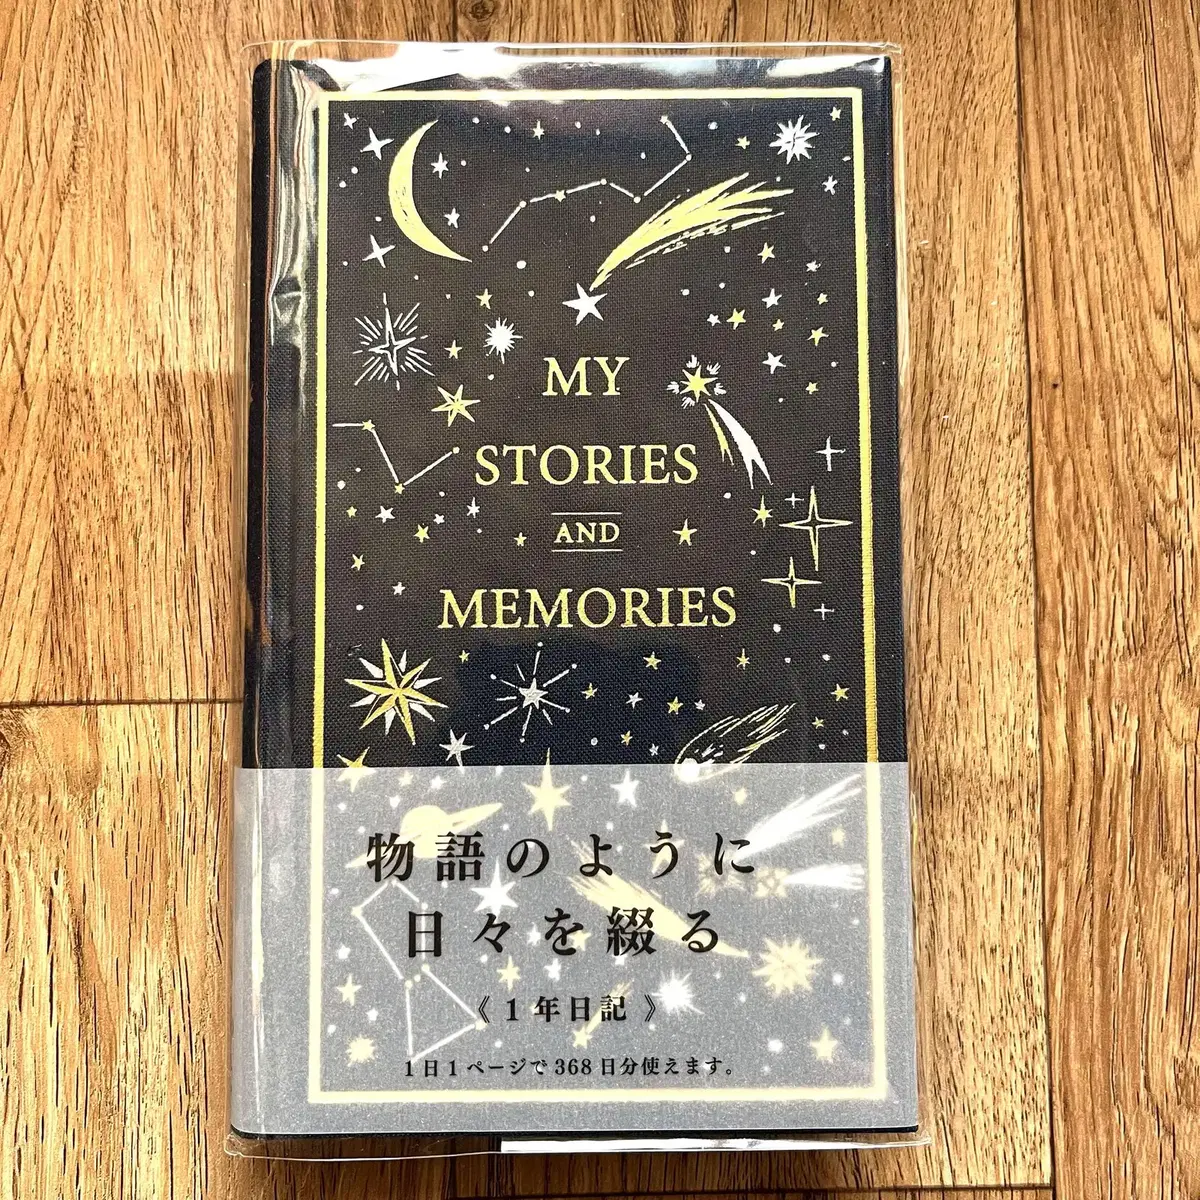 MY
STORIES
AND
MEMORIES
物語のように
日々を綴る
《1年日記》
1日1ページで368日分使えます。